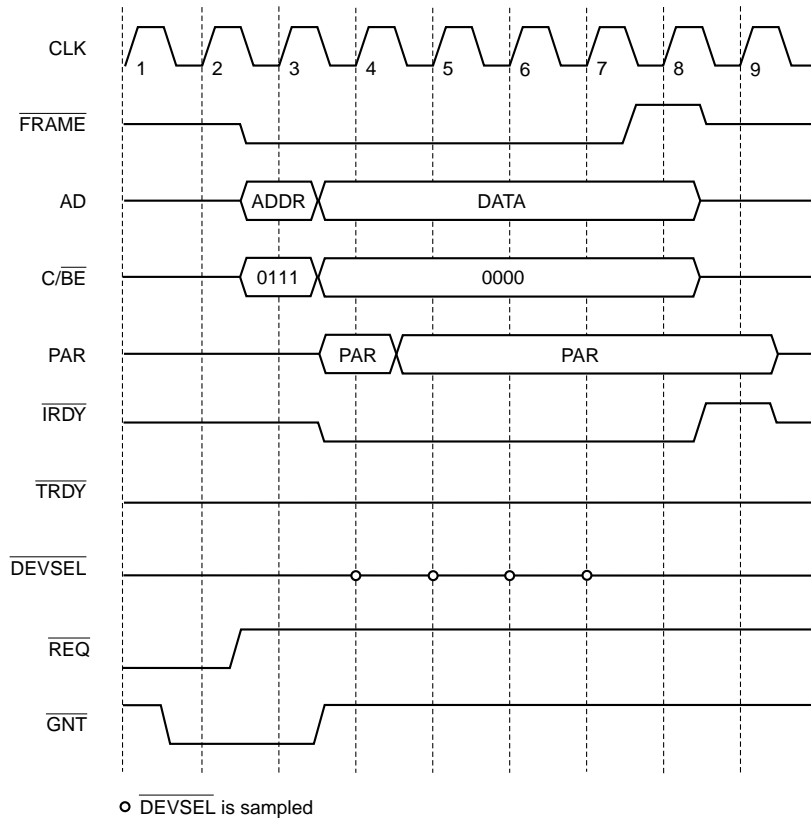 CLK
1 2 3 4 5 6 7 8 9
FRAME
AD ADDR DATA
C/BE 0111 0000
PAR PAR PAR
IRDY
TRDY
DEVSEL
REQ
GNT
DEVSEL is sampled